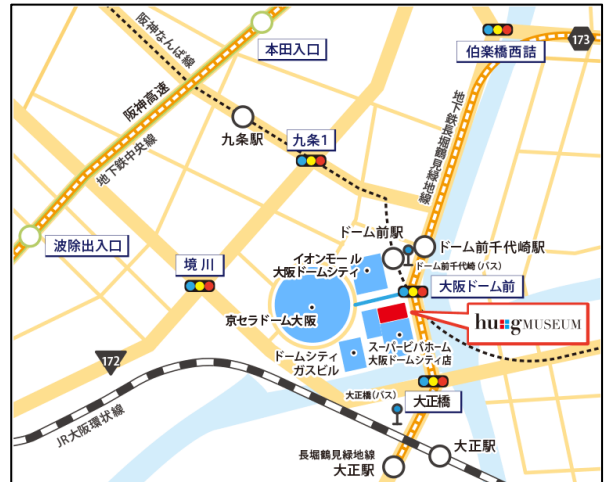 阪神なんば線
本田入口
伯楽橋西詰
173
阪神高速
地下鉄中央線
九条駅
九条1
地下鉄長堀鶴見緑地線
波除出入口
境川
ドーム前駅
ドーム前千代崎駅
ドーム前千代崎（バス）
イオンモール
大阪ドームシティ
大阪ドーム前
京セラドーム大阪
hu+g MUSEUM
スーパービバホーム
大阪ドームシティ店
ドームシティ
ガスビル
172
大正橋
大正橋（バス）
JR大阪環状線
長堀鶴見緑地線
大正駅
大正駅